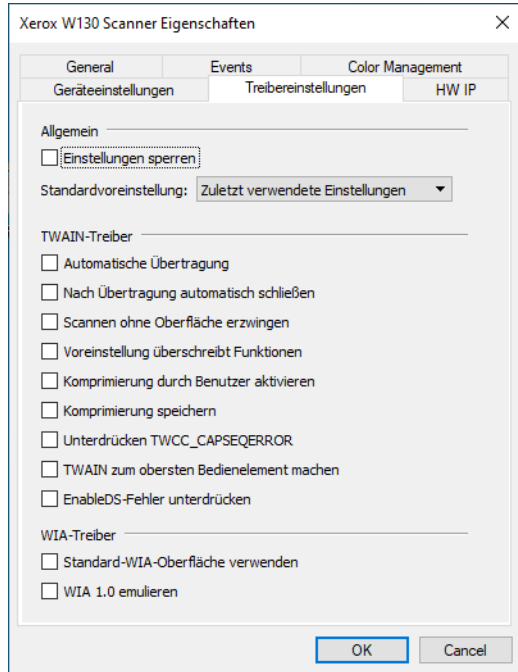 Xerox W130 Scanner Eigenschaften
General Events Color Management
Geräteeinstellungen Treibereinstellungen HW IP
Allgemein
Einstellungen sperren
Standardvoreinstellung: Zuletzt verwendete Einstellungen
TWAIN-Treiber
Automatische Übertragung
Nach Übertragung automatisch schließen
Scannen ohne Oberfläche erzwingen
Voreinstellung überschreibt Funktionen
Komprimierung durch Benutzer aktivieren
Komprimierung speichern
Unterdrücken TWCC_CAPSEQERROR
TWAIN zum obersten Bedienelement machen
EnableDS-Fehler unterdrücken
WIA-Treiber
Standard-WIA-Oberfläche verwenden
WIA 1.0 emulieren
OK Cancel